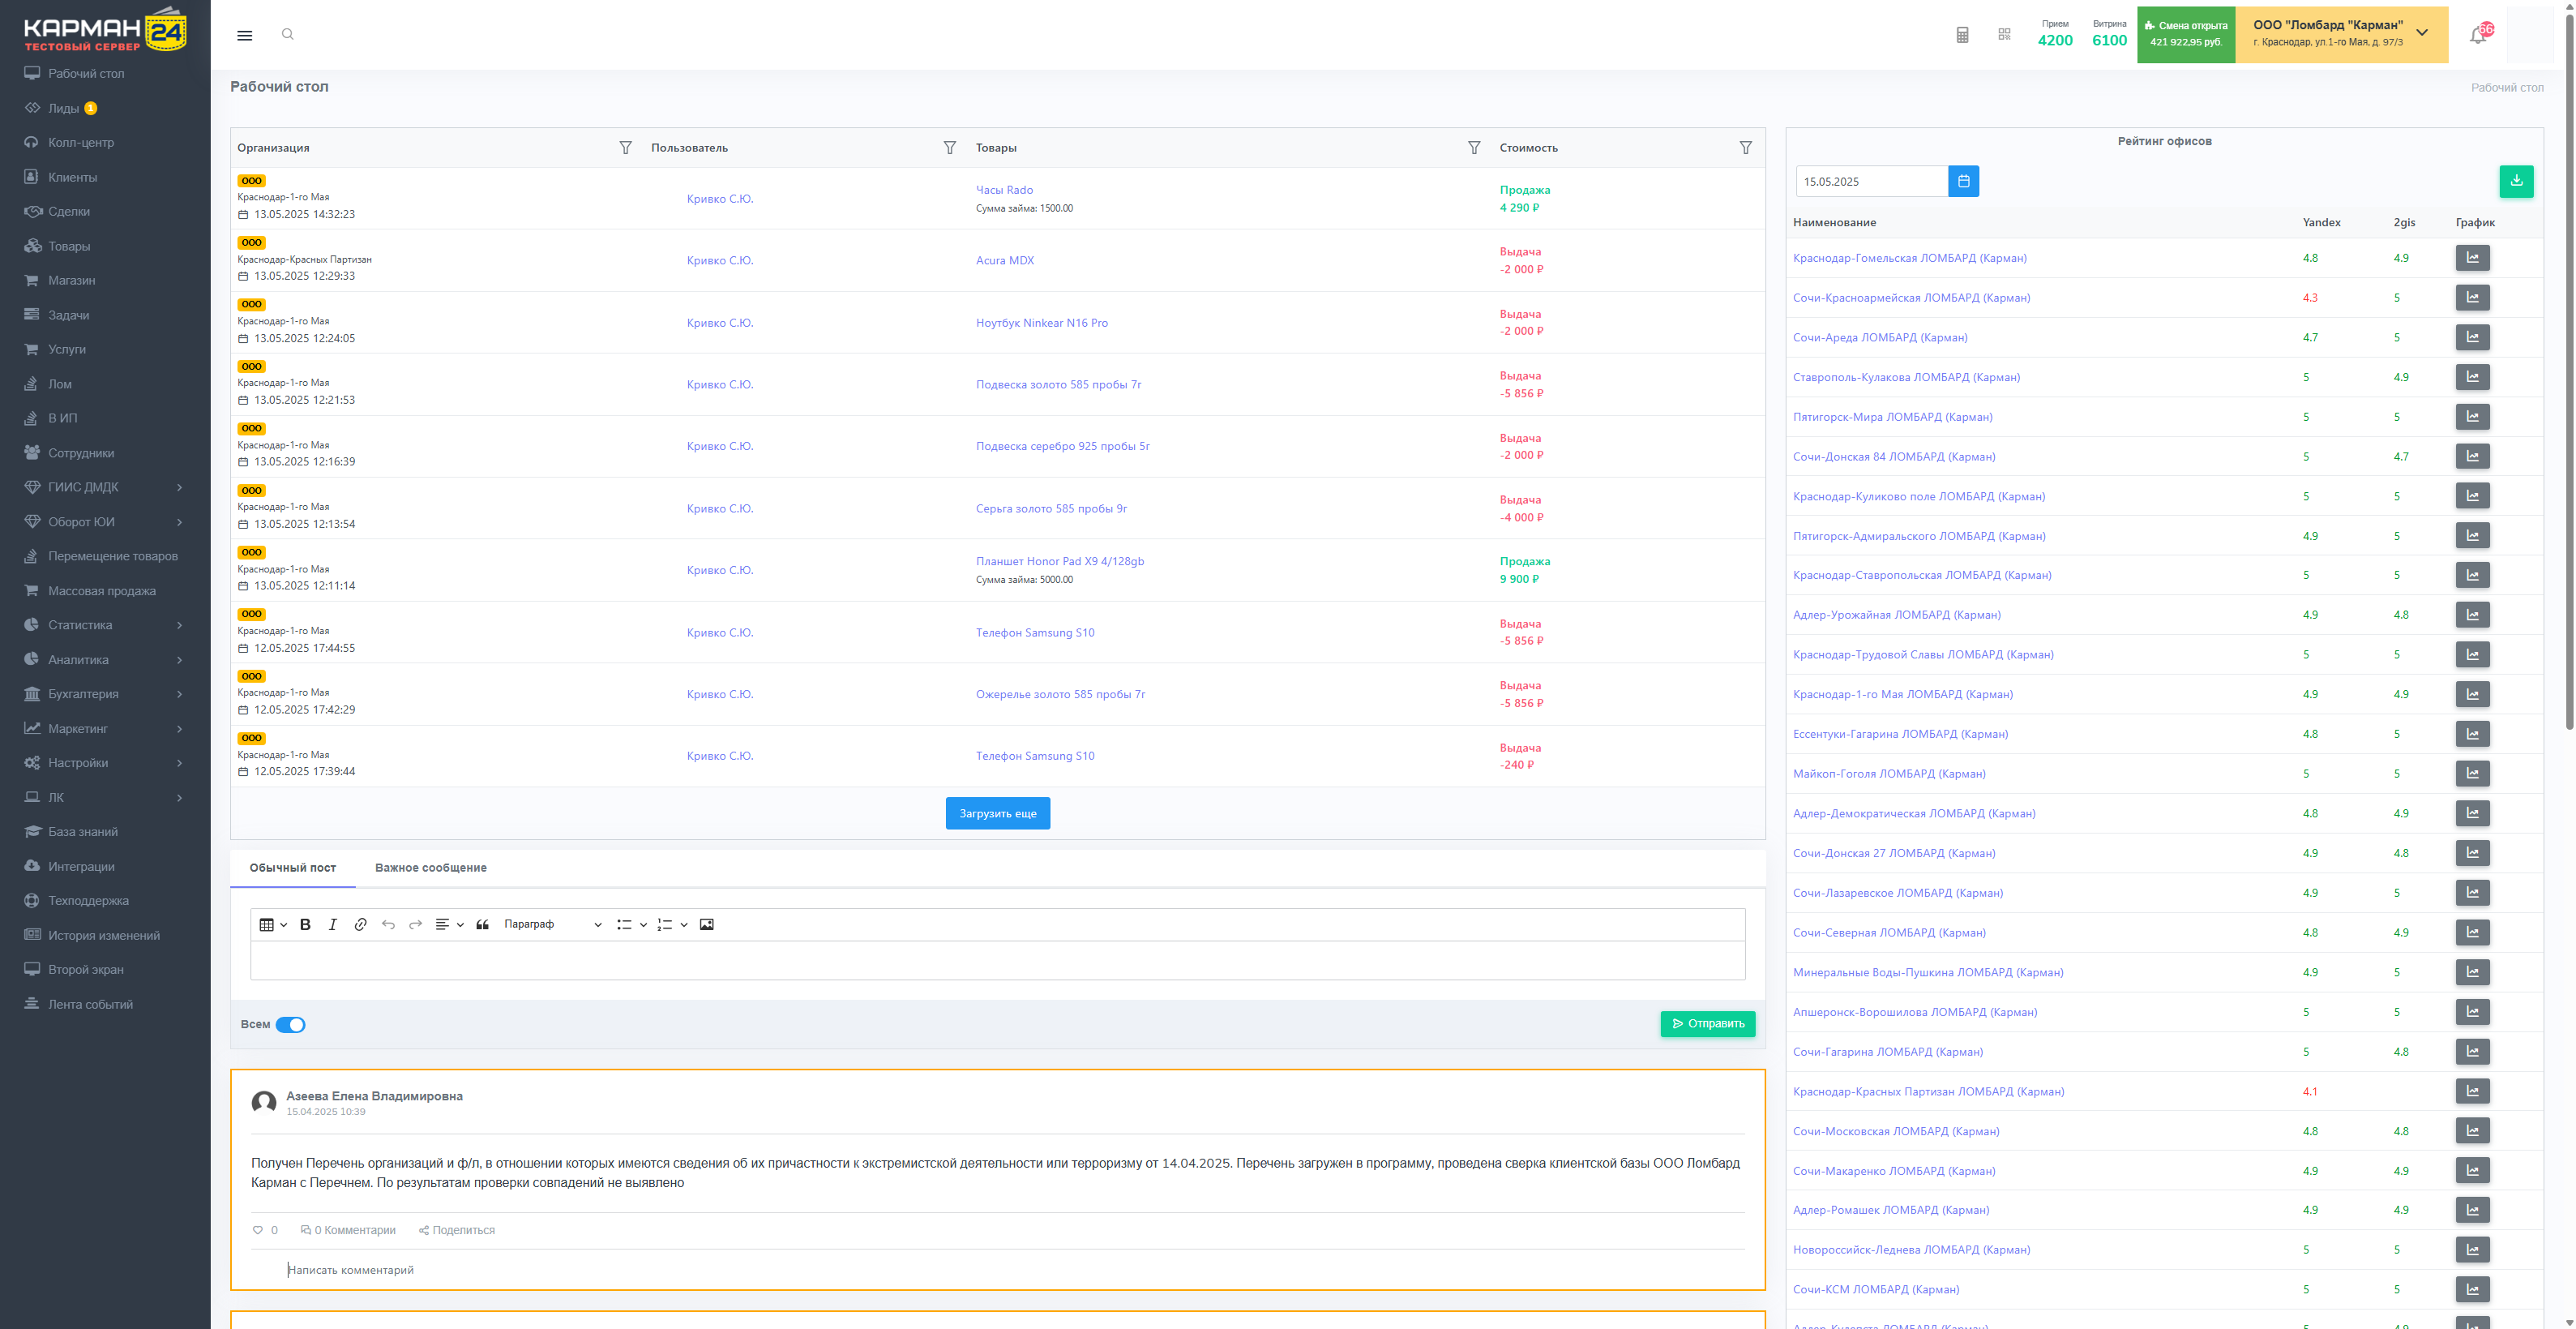 КАРМАН 24
ТЕСТОВЫЙ СЕРВЕР
Рабочий стол
Лиды 1
Колл-центр
Клиенты
Сделки
Товары
Магазин
Задачи
Услуги
Лом
В ИП
Сотрудники
ГИИС ДМДК
Оборот ЮИ
Перемещение товаров
Массовая продажа
Статистика
Аналитика
Бухгалтерия
Маркетинг
Настройки
ЛК
База знаний
Интеграции
Техподдержка
История изменений
Второй экран
Лента событий
Прием
4200
Витрина
6100
Смена открыта
421 922,95 руб.
ООО "Ломбард "Карман"
г. Краснодар, ул.1-го Мая, д. 97/3
66
Рабочий стол
Рабочий стол
Организация Пользователь Товары Стоимость
ООО
Краснодар-1-го Мая
13.05.2025 14:32:23
Кривко С.Ю.
Часы Rado
Сумма займа: 1500.00
Продажа
4 290 ₽
ООО
Краснодар-Красных Партизан
13.05.2025 12:29:33
Кривко С.Ю.
Acura MDX
Выдача
-2 000 ₽
ООО
Краснодар-1-го Мая
13.05.2025 12:24:05
Кривко С.Ю.
Ноутбук Ninkear N16 Pro
Выдача
-2 000 ₽
ООО
Краснодар-1-го Мая
13.05.2025 12:21:53
Кривко С.Ю.
Подвеска золото 585 пробы 7г
Выдача
-5 856 ₽
ООО
Краснодар-1-го Мая
13.05.2025 12:16:39
Кривко С.Ю.
Подвеска серебро 925 пробы 5г
Выдача
-2 000 ₽
ООО
Краснодар-1-го Мая
13.05.2025 12:13:54
Кривко С.Ю.
Серьга золото 585 пробы 9г
Выдача
-4 000 ₽
ООО
Краснодар-1-го Мая
13.05.2025 12:11:14
Кривко С.Ю.
Планшет Honor Pad X9 4/128gb
Сумма займа: 5000.00
Продажа
9 900 ₽
ООО
Краснодар-1-го Мая
12.05.2025 17:44:55
Кривко С.Ю.
Телефон Samsung S10
Выдача
-5 856 ₽
ООО
Краснодар-1-го Мая
12.05.2025 17:42:29
Кривко С.Ю.
Ожерелье золото 585 пробы 7г
Выдача
-5 856 ₽
ООО
Краснодар-1-го Мая
12.05.2025 17:39:44
Кривко С.Ю.
Телефон Samsung S10
Выдача
-240 ₽
Загрузить еще
Обычный пост Важное сообщение
Параграф
Всем
Отправить
Азеева Елена Владимировна
15.04.2025 10:39
Получен Перечень организаций и ф/л, в отношении которых имеются сведения об их причастности к экстремистской деятельности или терроризму от 14.04.2025. Перечень загружен в программу, проведена сверка клиентской базы ООО Ломбард
Карман с Перечнем. По результатам проверки совпадений не выявлено
0 0 Комментарии Поделиться
Написать комментарий
Рейтинг офисов
15.05.2025
Наименование Yandex 2gis График
Краснодар-Гомельская ЛОМБАРД (Карман) 4.8 4.9
Сочи-Красноармейская ЛОМБАРД (Карман) 4.3 5
Сочи-Ареда ЛОМБАРД (Карман) 4.7 5
Ставрополь-Кулакова ЛОМБАРД (Карман) 5 4.9
Пятигорск-Мира ЛОМБАРД (Карман) 5 5
Сочи-Донская 84 ЛОМБАРД (Карман) 5 4.7
Краснодар-Куликово поле ЛОМБАРД (Карман) 5 5
Пятигорск-Адмиральского ЛОМБАРД (Карман) 4.9 5
Краснодар-Ставропольская ЛОМБАРД (Карман) 5 5
Адлер-Урожайная ЛОМБАРД (Карман) 4.9 4.8
Краснодар-Трудовой Славы ЛОМБАРД (Карман) 5 5
Краснодар-1-го Мая ЛОМБАРД (Карман) 4.9 4.9
Ессентуки-Гагарина ЛОМБАРД (Карман) 4.8 5
Майкоп-Гоголя ЛОМБАРД (Карман) 5 5
Адлер-Демократическая ЛОМБАРД (Карман) 4.8 4.9
Сочи-Донская 27 ЛОМБАРД (Карман) 4.9 4.8
Сочи-Лазаревское ЛОМБАРД (Карман) 4.9 5
Сочи-Северная ЛОМБАРД (Карман) 4.8 4.9
Минеральные Воды-Пушкина ЛОМБАРД (Карман) 4.9 5
Апшеронск-Ворошилова ЛОМБАРД (Карман) 5 5
Сочи-Гагарина ЛОМБАРД (Карман) 5 4.8
Краснодар-Красных Партизан ЛОМБАРД (Карман) 4.1
Сочи-Московская ЛОМБАРД (Карман) 4.8 4.8
Сочи-Макаренко ЛОМБАРД (Карман) 4.9 4.9
Адлер-Ромашек ЛОМБАРД (Карман) 4.9 4.9
Новороссийск-Леднева ЛОМБАРД (Карман) 5 5
Сочи-КСМ ЛОМБАРД (Карман) 5 5